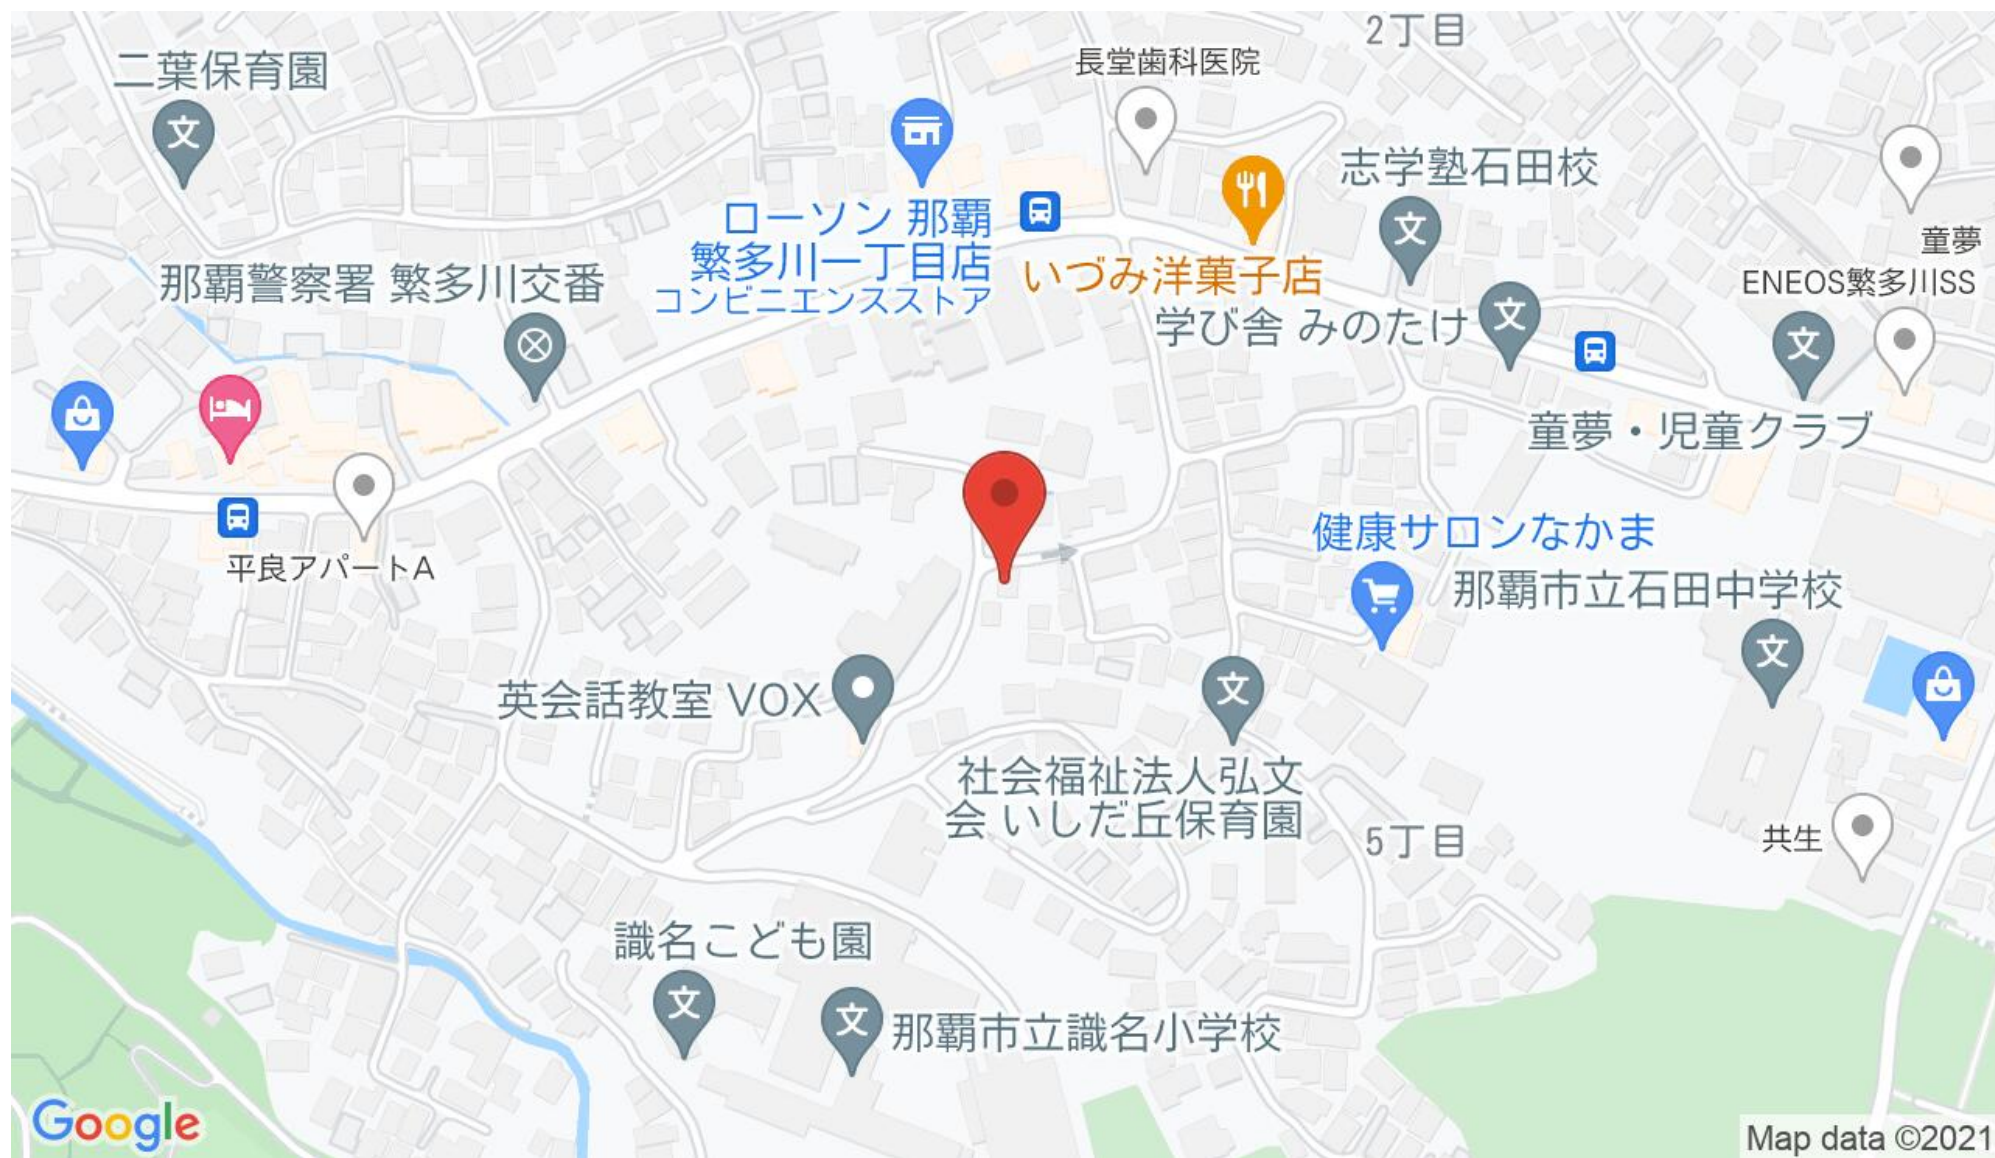 2丁目
長堂歯科医院
二葉保育園
文
志学塾石田校
文
ローソン 那覇
繁多川一丁目店
コンビニエンスストア
童夢
いづみ洋菓子店
那覇警察署 繁多川交番
ENEOS繁多川SS
学び舎 みのたけ
文
文
童夢・児童クラブ
平良アパートA
健康サロンなかま
那覇市立石田中学校
文
英会話教室 VOX
文
社会福祉法人弘文
会 いしだ丘保育園
5丁目
共生
識名こども園
文
文
那覇市立識名小学校
Google
Map data ©2021